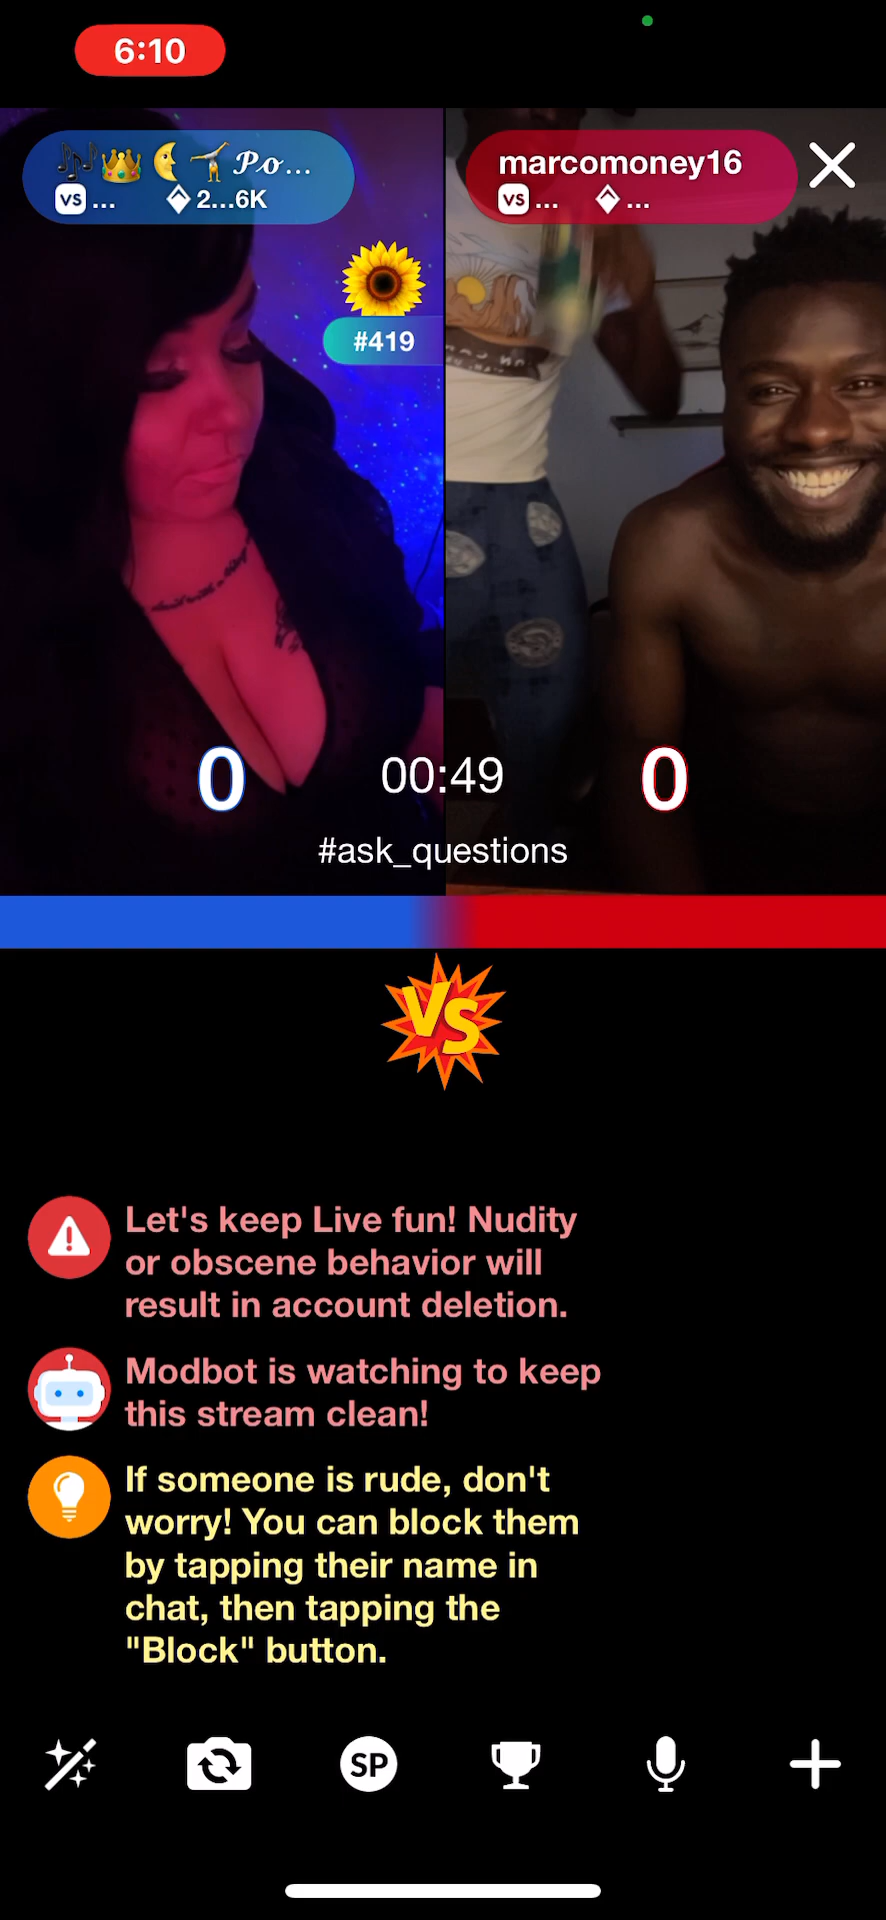 6:10
𝓟𝓸...
marcomoney16
VS ... 2...6K
VS ... ...
#419
0 00:49 0
#ask_questions
VS
Let's keep Live fun! Nudity
or obscene behavior will
result in account deletion.
Modbot is watching to keep
this stream clean!
If someone is rude, don't
worry! You can block them
by tapping their name in
chat, then tapping the
"Block" button.
SP